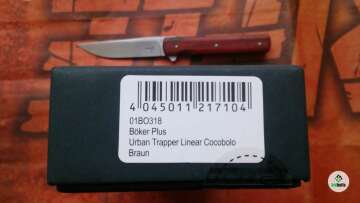 4 045011 217104
01BO318
Böker Plus
Urban Trapper Linear Cocobolo
Braun